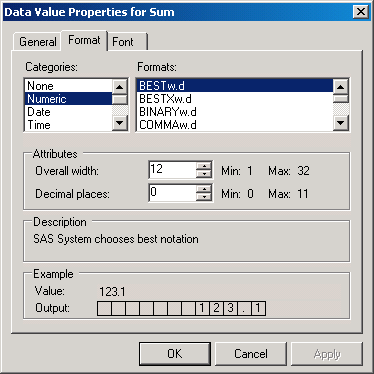 Data Value Properties for Sum
General Format Font
Categories: Formats:
None BESTw.d
Numeric BESTXw.d
Date BINARYw.d
Time COMMAw.d
Attributes
Overall width: 12 Min: 1 Max: 32
Decimal places: 0 Min: 0 Max: 11
Description
SAS System chooses best notation
Example
Value: 123.1
Output: 1 2 3 . 1
OK Cancel Apply